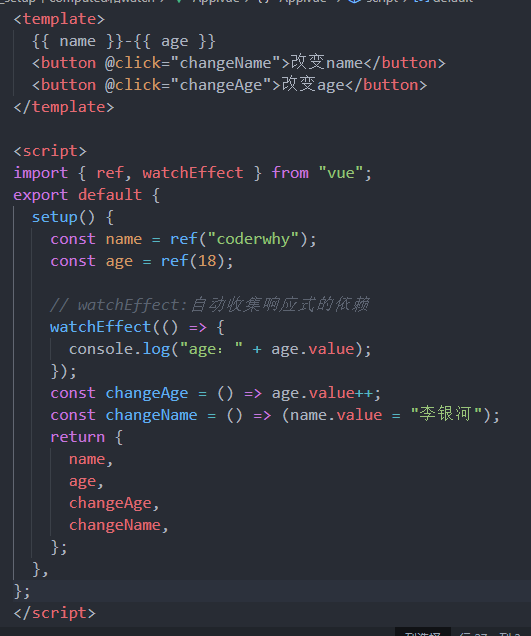 <template>
  {{ name }}-{{ age }}
  <button @click="changeName">改变name</button>
  <button @click="changeAge">改变age</button>
</template>

<script>
import { ref, watchEffect } from "vue";
export default {
  setup() {
    const name = ref("coderwhy");
    const age = ref(18);

    // watchEffect:自动收集响应式的依赖
    watchEffect(() => {
      console.log("age：" + age.value);
    });
    const changeAge = () => age.value++;
    const changeName = () => (name.value = "李银河");
    return {
      name,
      age,
      changeAge,
      changeName,
    };
  },
};
</script>